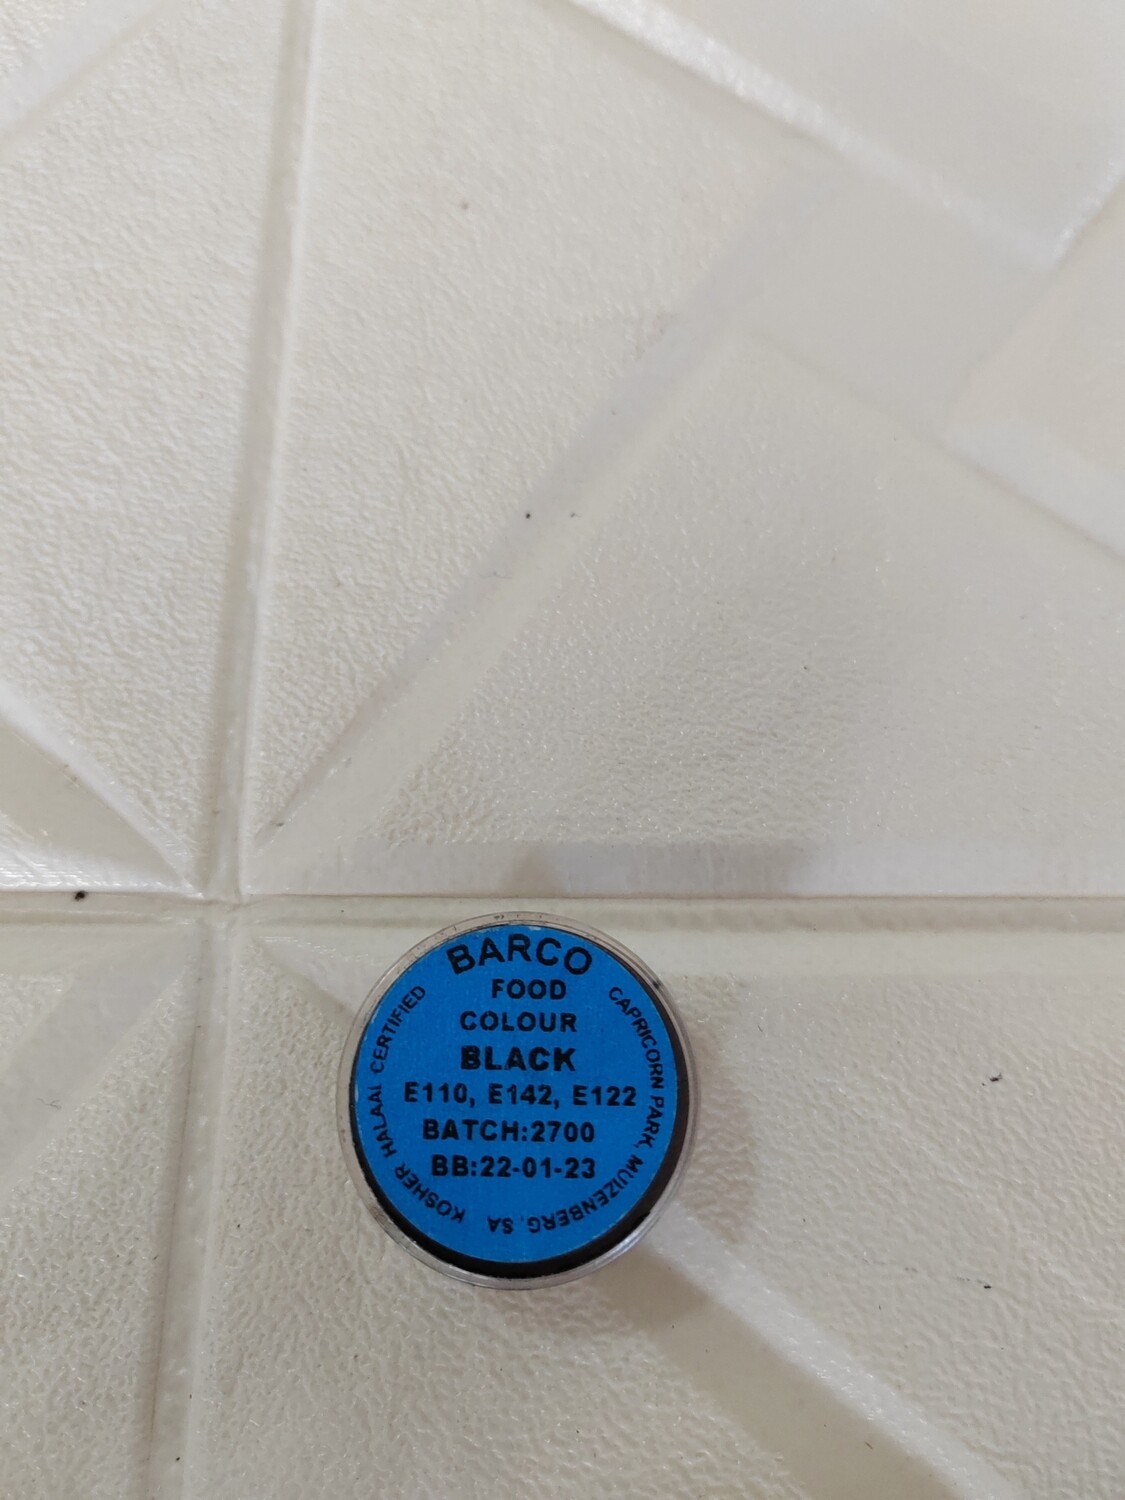 BARCO
FOOD
COLOUR
BLACK
E110, E142, E122
BATCH:2700
BB:22-01-23
KOSHER HALAAL CERTIFIED
CAPRICORN PARK, MUIZENBERG, SA